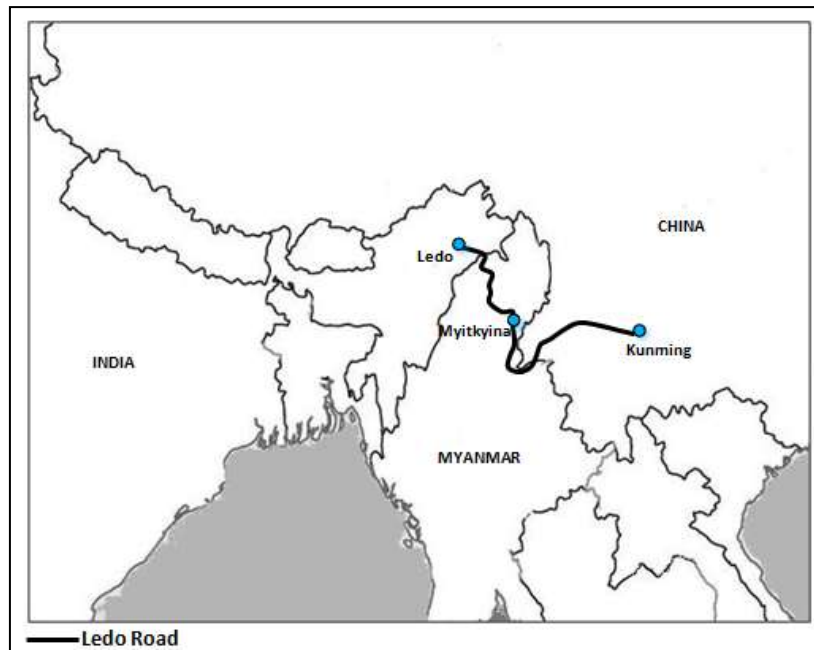 CHINA
Ledo
Myitkyina
Kunming
INDIA
MYANMAR
Ledo Road